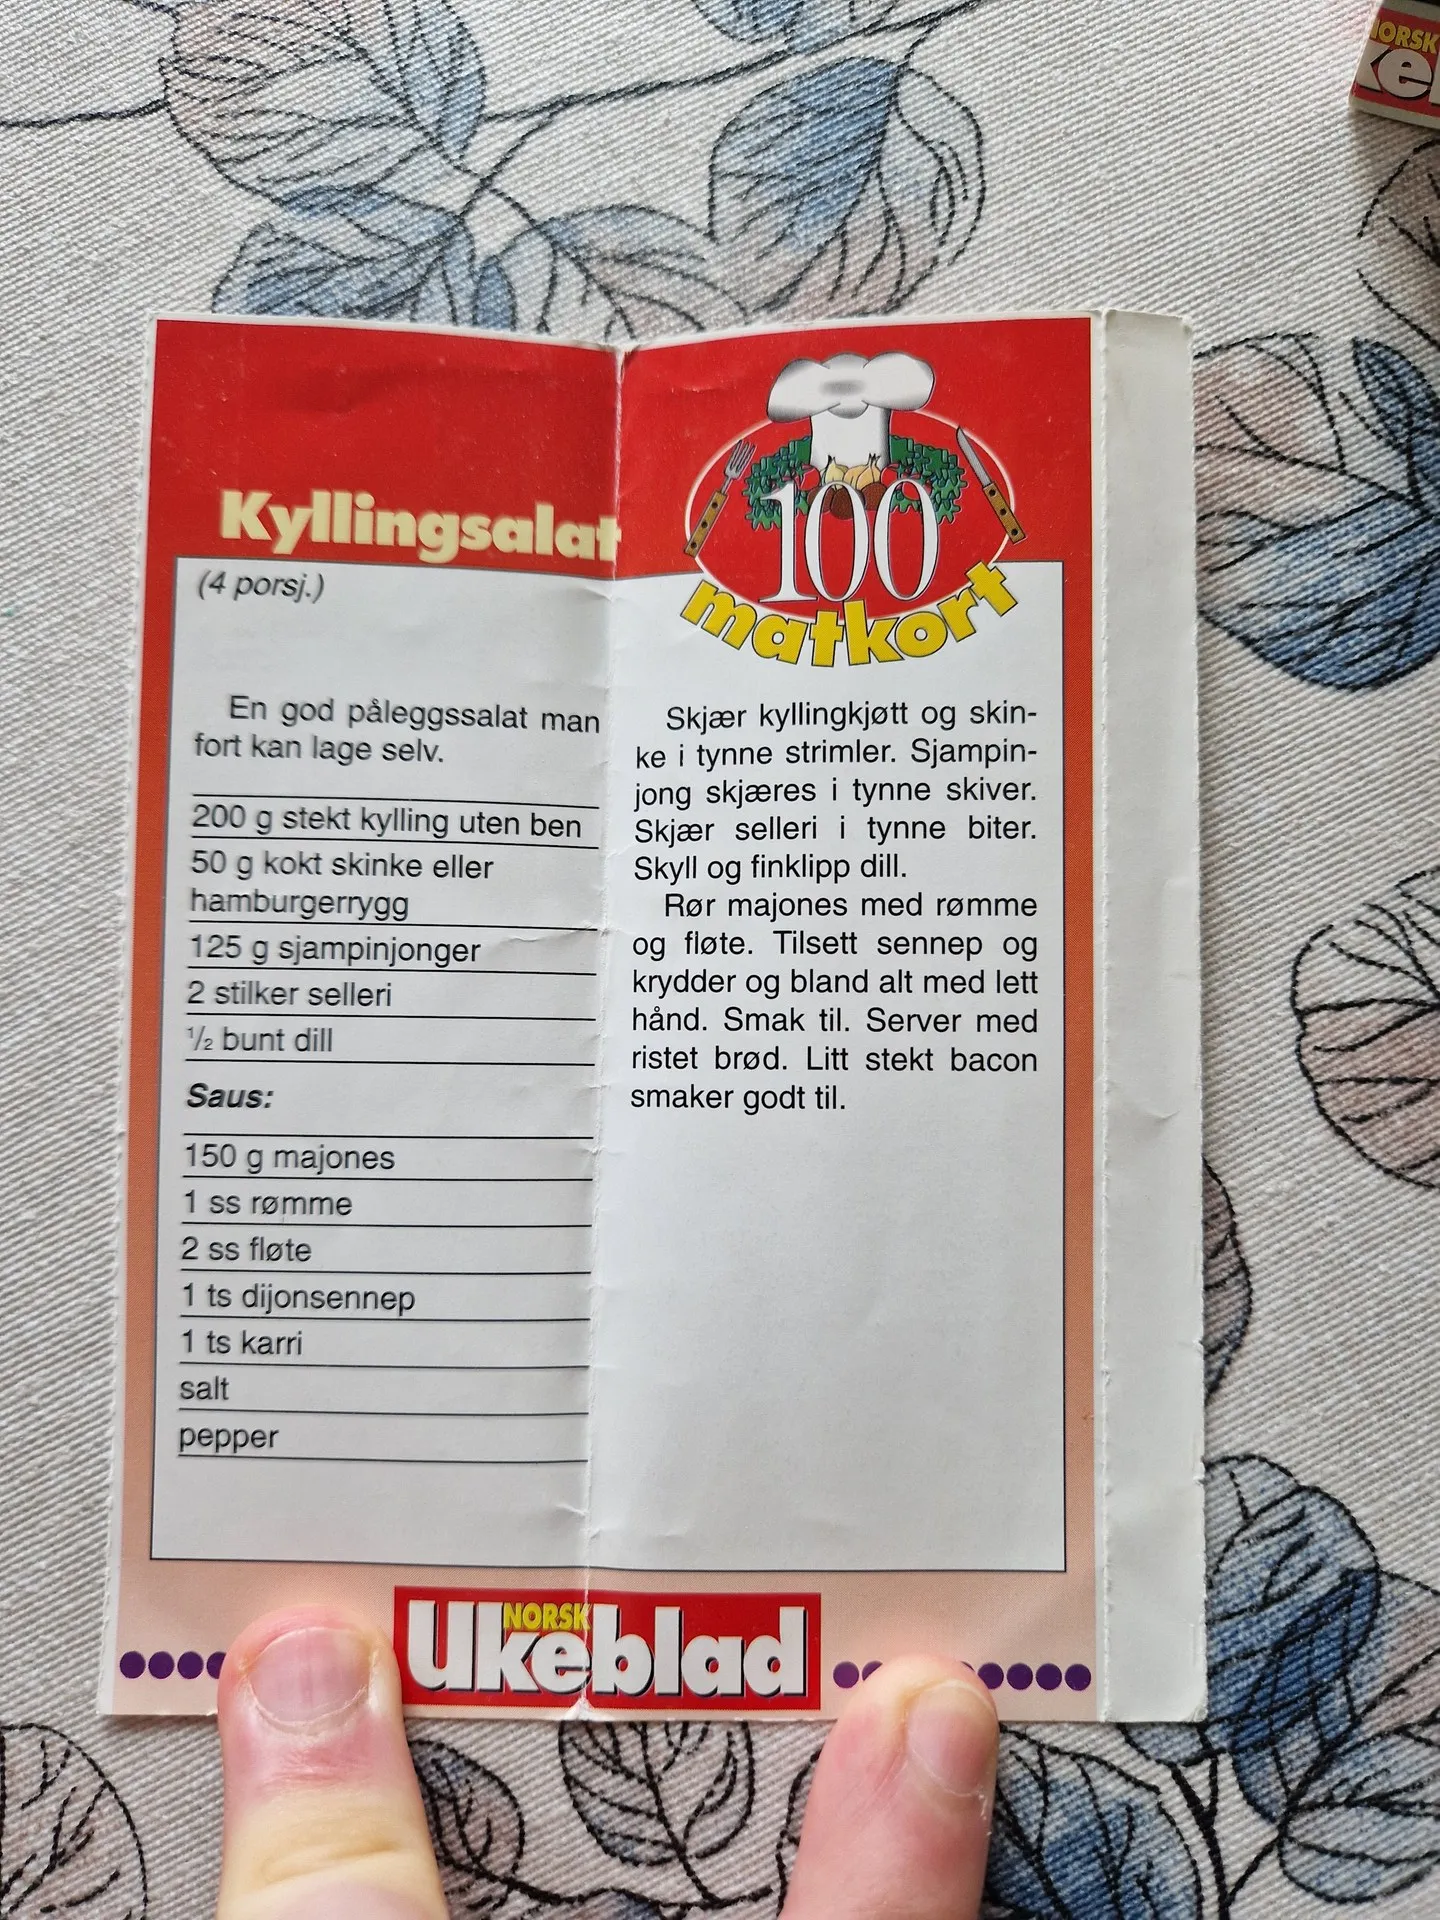 NORSK
Kyllingsalat
(4 porsj.)
En god påleggssalat man
fort kan lage selv.
200 g stekt kylling uten ben
50 g kokt skinke eller
hamburgerrygg
125 g sjampinjonger
2 stilker selleri
½ bunt dill
Saus:
150 g majones
1 ss rømme
2 ss fløte
1 ts dijonsennep
1 ts karri
salt
pepper
100
matkort
Skjær kyllingkjøtt og skin-
ke i tynne strimler. Sjampin-
jong skjæres i tynne skiver.
Skjær selleri i tynne biter.
Skyll og finklipp dill.
Rør majones med rømme
og fløte. Tilsett sennep og
krydder og bland alt med lett
hånd. Smak til. Server med
ristet brød. Litt stekt bacon
smaker godt til.
NORSK
Ukeblad